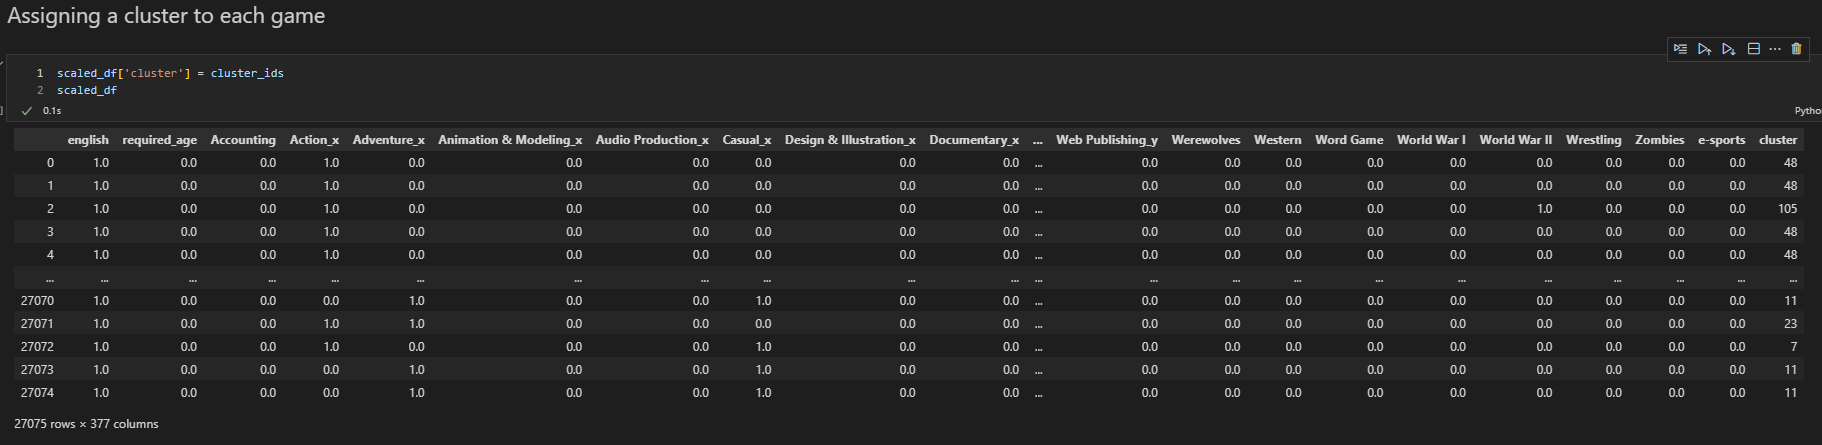 Assigning a cluster to each game
1 scaled_df['cluster'] = cluster_ids
2 scaled_df
0.1s
Pytho
english required_age Accounting Action_x Adventure_x Animation & Modeling_x Audio Production_x Casual_x Design & Illustration_x Documentary_x ... Web Publishing_y Werewolves Western Word Game World War I World War II Wrestling Zombies e-sports cluster
0 1.0 0.0 0.0 1.0 0.0 0.0 0.0 0.0 0.0 0.0 ... 0.0 0.0 0.0 0.0 0.0 0.0 0.0 0.0 0.0 48
1 1.0 0.0 0.0 1.0 0.0 0.0 0.0 0.0 0.0 0.0 ... 0.0 0.0 0.0 0.0 0.0 0.0 0.0 0.0 0.0 48
2 1.0 0.0 0.0 1.0 0.0 0.0 0.0 0.0 0.0 0.0 ... 0.0 0.0 0.0 0.0 0.0 1.0 0.0 0.0 0.0 105
3 1.0 0.0 0.0 1.0 0.0 0.0 0.0 0.0 0.0 0.0 ... 0.0 0.0 0.0 0.0 0.0 0.0 0.0 0.0 0.0 48
4 1.0 0.0 0.0 1.0 0.0 0.0 0.0 0.0 0.0 0.0 ... 0.0 0.0 0.0 0.0 0.0 0.0 0.0 0.0 0.0 48
... ... ... ... ... ... ... ... ... ... ... ... ... ... ... ... ... ... ... ... ... ...
27070 1.0 0.0 0.0 0.0 1.0 0.0 0.0 1.0 0.0 0.0 ... 0.0 0.0 0.0 0.0 0.0 0.0 0.0 0.0 0.0 11
27071 1.0 0.0 0.0 1.0 1.0 0.0 0.0 0.0 0.0 0.0 ... 0.0 0.0 0.0 0.0 0.0 0.0 0.0 0.0 0.0 23
27072 1.0 0.0 0.0 1.0 0.0 0.0 0.0 1.0 0.0 0.0 ... 0.0 0.0 0.0 0.0 0.0 0.0 0.0 0.0 0.0 7
27073 1.0 0.0 0.0 0.0 1.0 0.0 0.0 1.0 0.0 0.0 ... 0.0 0.0 0.0 0.0 0.0 0.0 0.0 0.0 0.0 11
27074 1.0 0.0 0.0 0.0 1.0 0.0 0.0 1.0 0.0 0.0 ... 0.0 0.0 0.0 0.0 0.0 0.0 0.0 0.0 0.0 11
27075 rows × 377 columns